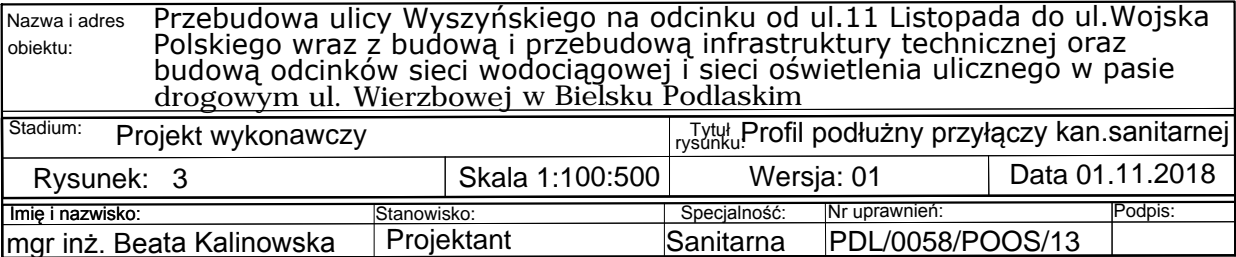 Nazwa i adres obiektu:
Przebudowa ulicy Wyszyńskiego na odcinku od ul.11 Listopada do ul.Wojska
Polskiego wraz z budową i przebudową infrastruktury technicznej oraz
budową odcinków sieci wodociągowej i sieci oświetlenia ulicznego w pasie
drogowym ul. Wierzbowej w Bielsku Podlaskim
Stadium: Projekt wykonawczy Tytuł rysunku: Profil podłużny przyłączy kan.sanitarnej
Rysunek: 3 Skala 1:100:500 Wersja: 01 Data 01.11.2018
Imię i nazwisko: Stanowisko: Specjalność: Nr uprawnień: Podpis:
mgr inż. Beata Kalinowska Projektant Sanitarna PDL/0058/POOS/13